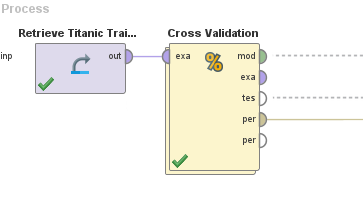 Process
Retrieve Titanic Trai...
Cross Validation
inp
out
exa
%
mod
exa
tes
per
per